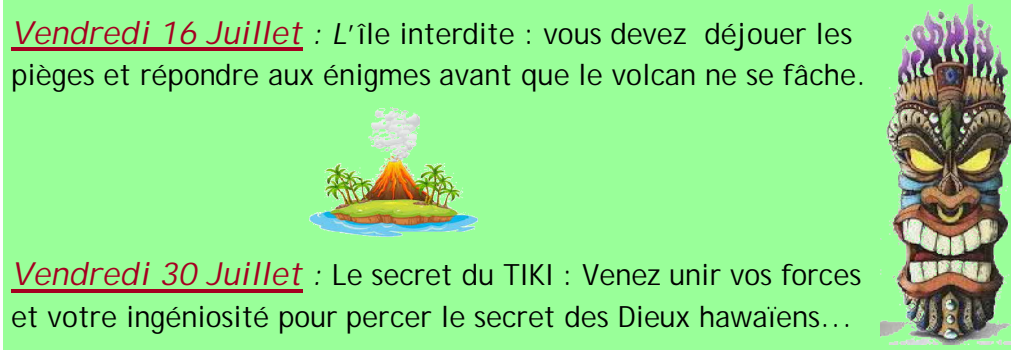 Vendredi 16 Juillet : L'île interdite : vous devez  déjouer les
pièges et répondre aux énigmes avant que le volcan ne se fâche.
Vendredi 30 Juillet : Le secret du TIKI : Venez unir vos forces
et votre ingéniosité pour percer le secret des Dieux hawaïens...